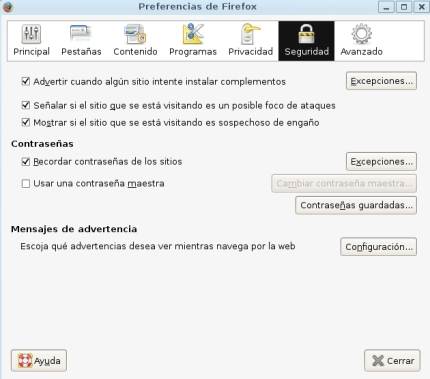 Preferencias de Firefox
Principal Pestañas Contenido Programas Privacidad Seguridad Avanzado
Advertir cuando algún sitio intente instalar complementos Excepciones...
Señalar si el sitio que se está visitando es un posible foco de ataques
Mostrar si el sitio que se está visitando es sospechoso de engaño
Contraseñas
Recordar contraseñas de los sitios Excepciones...
Usar una contraseña maestra Cambiar contraseña maestra...
Contraseñas guardadas...
Mensajes de advertencia
Escoja qué advertencias desea ver mientras navega por la web Configuración...
Ayuda Cerrar